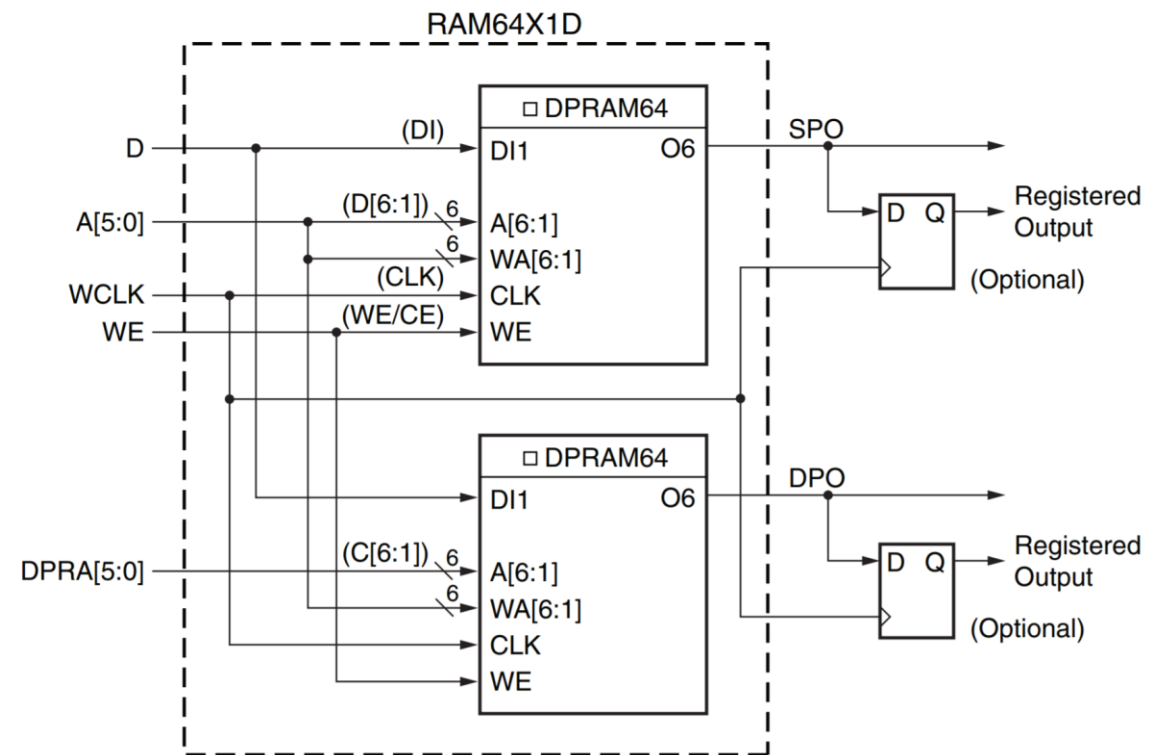 RAM64X1D
DPRAM64
D
(DI)
DI1
O6
SPO
A[5:0]
(D[6:1])
6
A[6:1]
6
WA[6:1]
WCLK
(CLK)
CLK
WE
(WE/CE)
WE
D Q
Registered
Output
(Optional)
DPRAM64
DI1
O6
DPO
DPRA[5:0]
(C[6:1])
6
A[6:1]
6
WA[6:1]
CLK
WE
D Q
Registered
Output
(Optional)